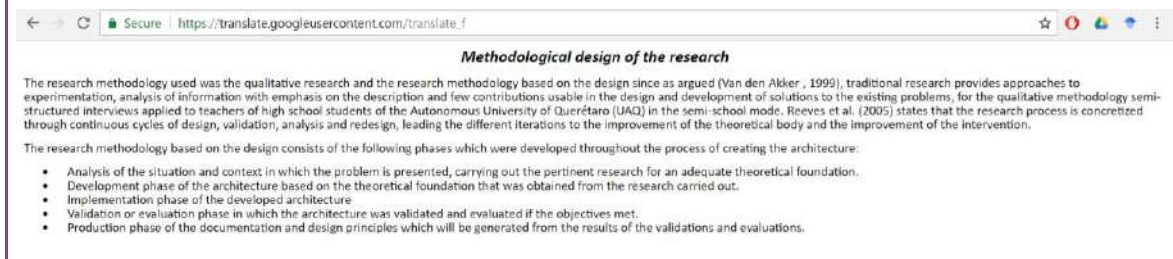 Secure https://translate.googleusercontent.com/translate_f
Methodological design of the research
The research methodology used was the qualitative research and the research methodology based on the design since as argued (Van den Akker , 1999), traditional research provides approaches to
experimentation, analysis of information with emphasis on the description and few contributions usable in the design and development of solutions to the existing problems, for the qualitative methodology semi-
structured interviews applied to teachers of high school students of the Autonomous University of Querétaro (UAQ) in the semi-school mode. Reeves et al. (2005) states that the research process is concretized
through continuous cycles of design, validation, analysis and redesign, leading the different iterations to the improvement of the theoretical body and the improvement of the intervention.
The research methodology based on the design consists of the following phases which were developed throughout the process of creating the architecture:
• Analysis of the situation and context in which the problem is presented, carrying out the pertinent research for an adequate theoretical foundation.
• Development phase of the architecture based on the theoretical foundation that was obtained from the research carried out.
• Implementation phase of the developed architecture
• Validation or evaluation phase in which the architecture was validated and evaluated if the objectives met.
• Production phase of the documentation and design principles which will be generated from the results of the validations and evaluations.